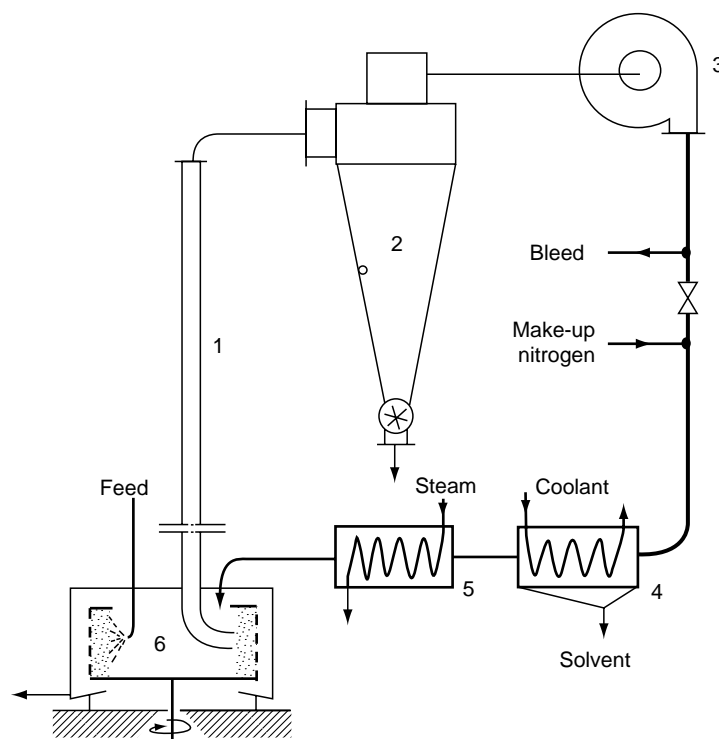 3
2
Bleed
1
Make-up
nitrogen
Feed
Steam
Coolant
5
4
6
Solvent